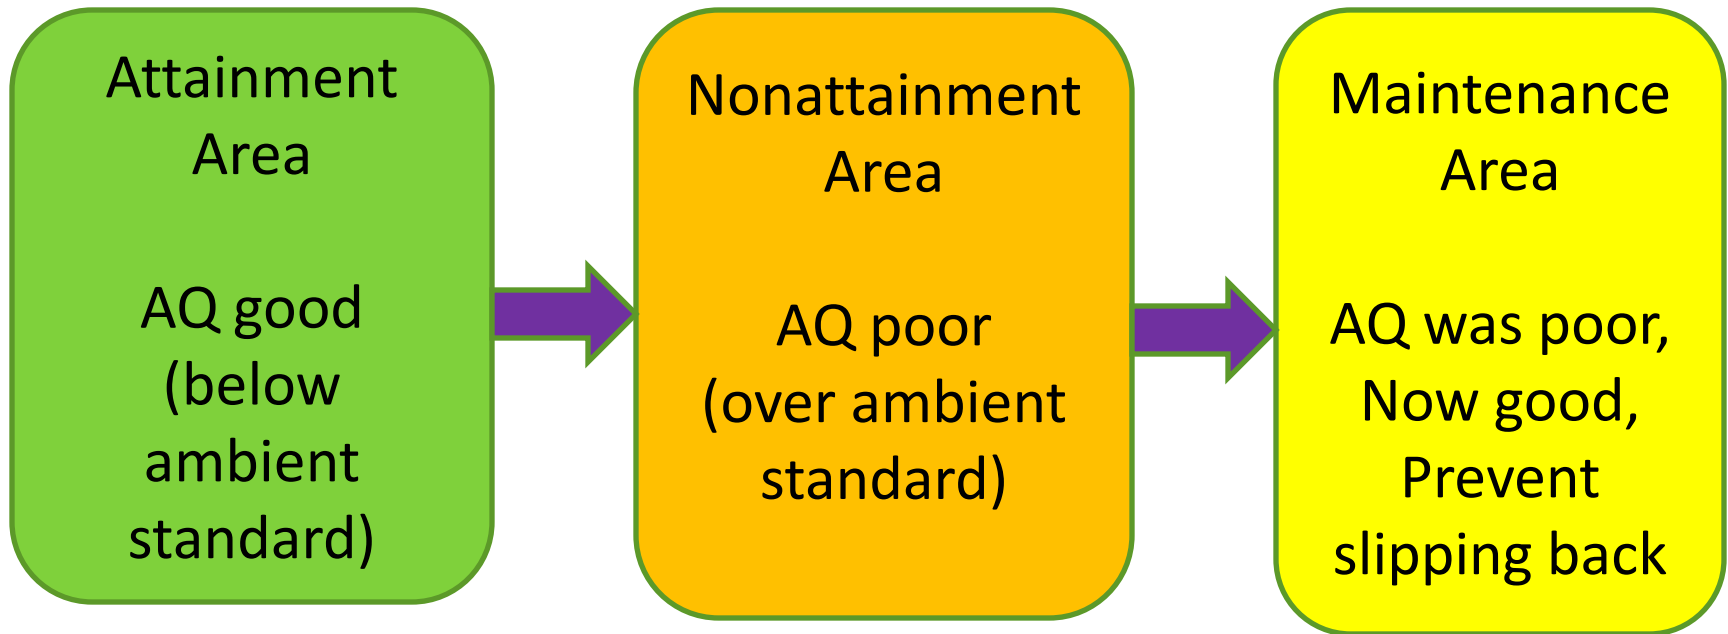 Attainment
Area
AQ good
(below
ambient
standard)
Nonattainment
Area
AQ poor
(over ambient
standard)
Maintenance
Area
AQ was poor,
Now good,
Prevent
slipping back